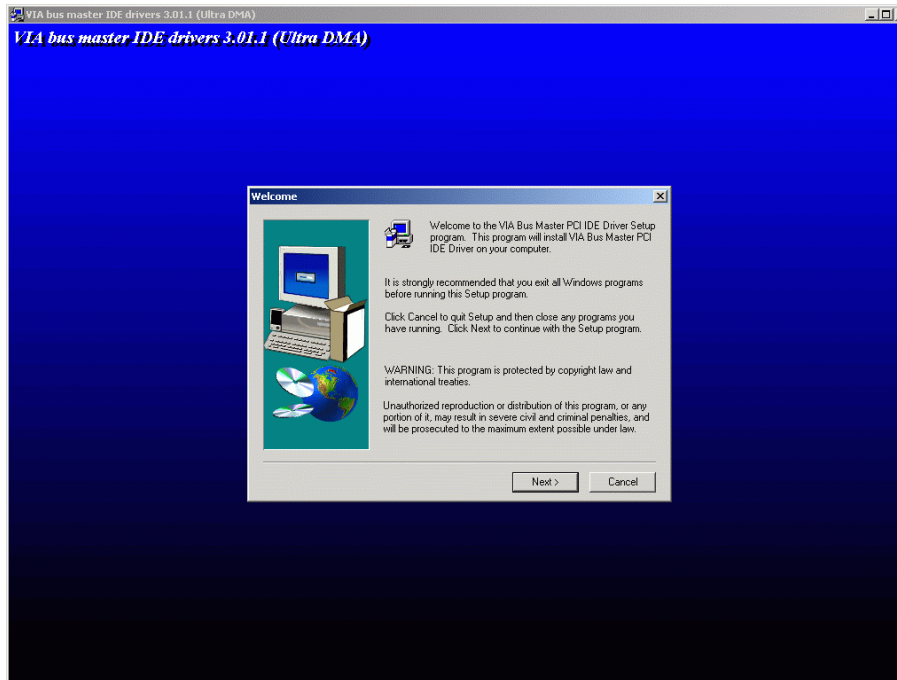 VIA bus master IDE drivers 3.01.1 (Ultra DMA)
VIA bus master IDE drivers 3.01.1 (Ultra DMA)
Welcome
Welcome to the VIA Bus Master PCI IDE Driver Setup
program. This program will install VIA Bus Master PCI
IDE Driver on your computer.
It is strongly recommended that you exit all Windows programs
before running this Setup program.
Click Cancel to quit Setup and then close any programs you
have running. Click Next to continue with the Setup program.
WARNING: This program is protected by copyright law and
international treaties.
Unauthorized reproduction or distribution of this program, or any
portion of it, may result in severe civil and criminal penalties, and
will be prosecuted to the maximum extent possible under law.
Next >
Cancel